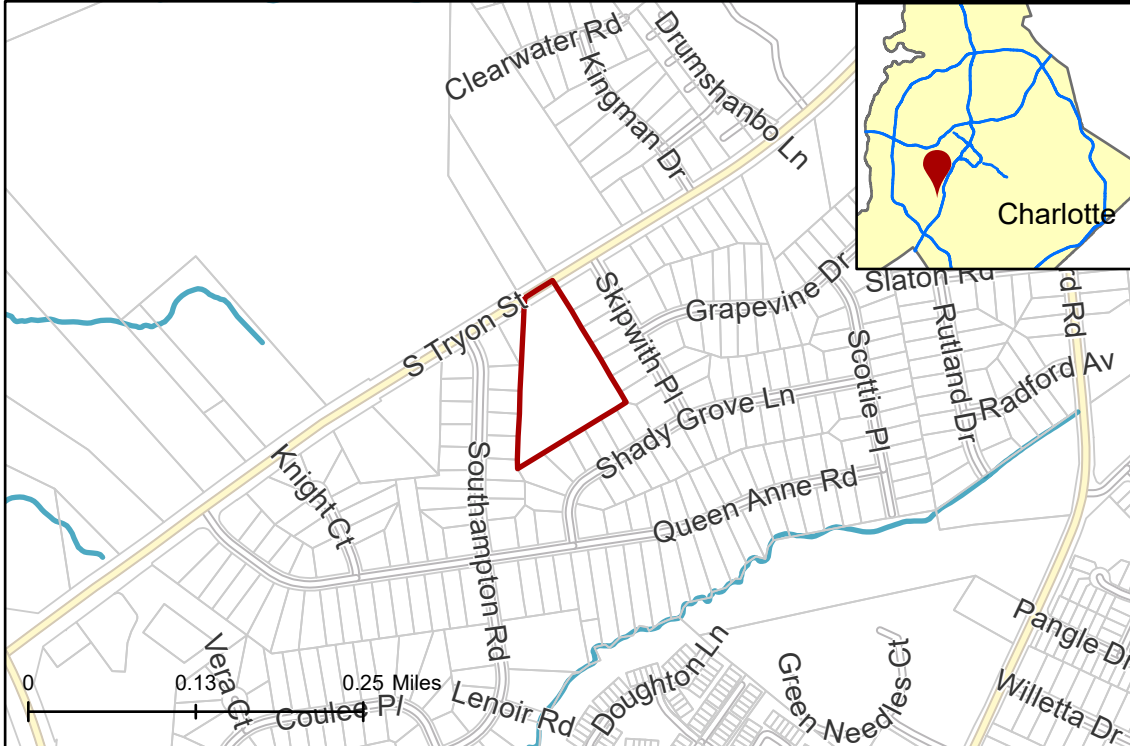 Clearwater Rd
Kingman Dr
Drumshanbo Ln
Charlotte
S Tryon St
Skipwith Pl
Grapevine Dr
Slaton Rd
rd Rd
Scottie Pl
Rutland Dr
Radford Av
Shady Grove Ln
Southampton Rd
Knight Ct
Queen Anne Rd
Vera Ct
Coulee Pl
Lenoir Rd
Doughton Ln
Green Needles Ct
Pangle Dr
Willetta Dr
0 0.13 0.25 Miles